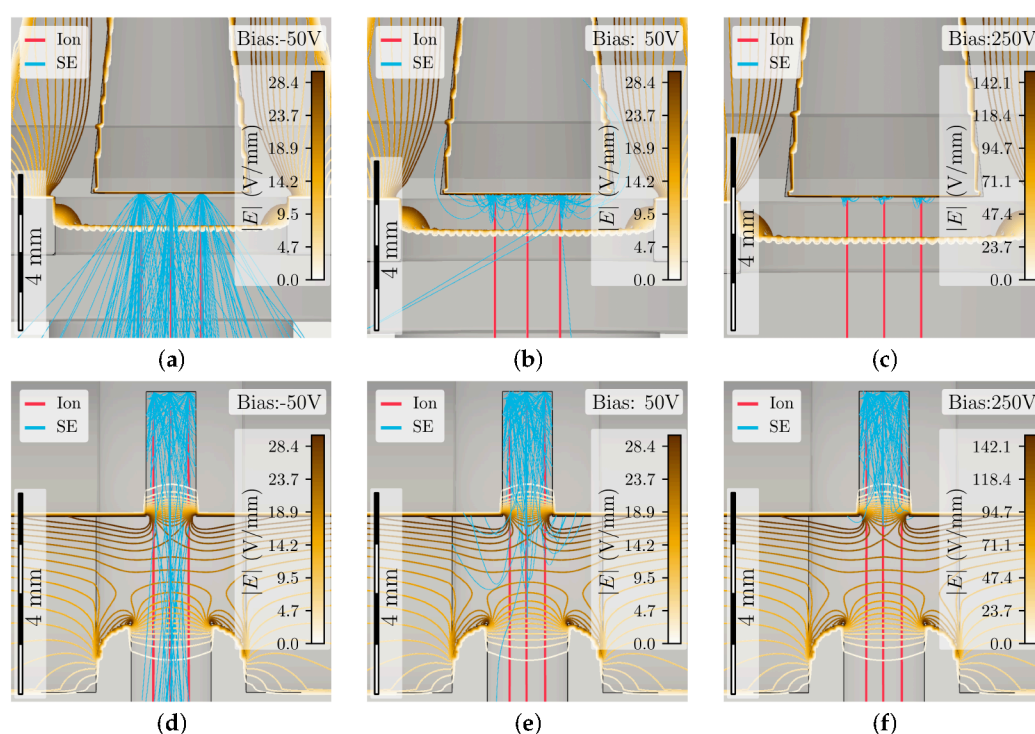 Ion
SE
Bias:-50V
28.4
23.7
18.9
14.2
9.5
4.7
0.0
|E| (V/mm)
4 mm
(a)
Ion
SE
Bias: 50V
28.4
23.7
18.9
14.2
9.5
4.7
0.0
|E| (V/mm)
4 mm
(b)
Ion
SE
Bias:250V
142.1
118.4
94.7
71.1
47.4
23.7
0.0
|E| (V/mm)
4 mm
(c)
Ion
SE
Bias:-50V
28.4
23.7
18.9
14.2
9.5
4.7
0.0
|E| (V/mm)
4 mm
(d)
Ion
SE
Bias: 50V
28.4
23.7
18.9
14.2
9.5
4.7
0.0
|E| (V/mm)
4 mm
(e)
Ion
SE
Bias:250V
142.1
118.4
94.7
71.1
47.4
23.7
0.0
|E| (V/mm)
4 mm
(f)